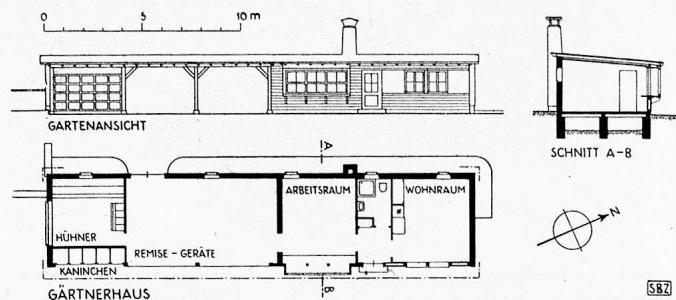 0 5 10 m
GARTENANSICHT
SCHNITT A-B
A
ARBEITSRAUM
WOHNRAUM
HÜHNER
REMISE - GERÄTE
KANINCHEN
B
GÄRTNERHAUS
N
SBZ